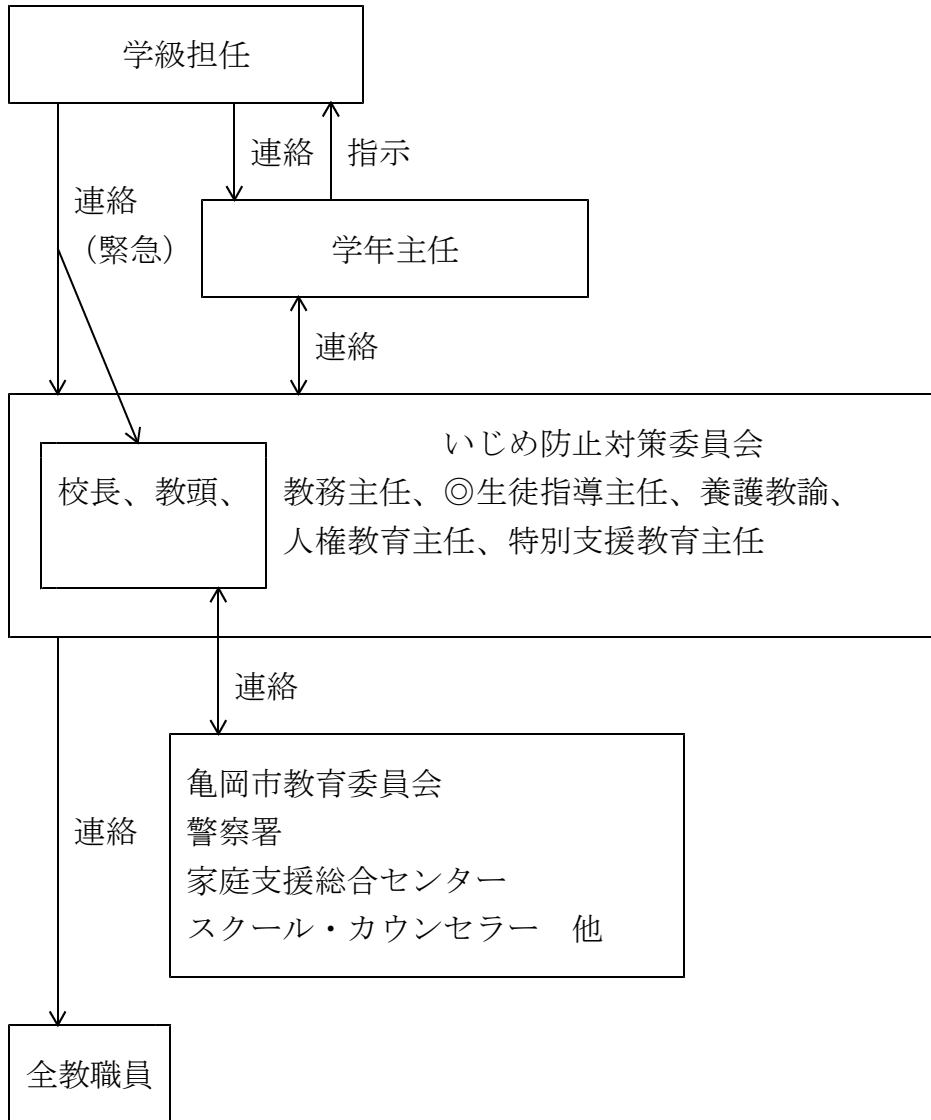 学級担任
連絡
指示
連絡
（緊急）
学年主任
連絡
いじめ防止対策委員会
校長、教頭、
教務主任、◎生徒指導主任、養護教諭、
人権教育主任、特別支援教育主任
連絡
亀岡市教育委員会
警察署
家庭支援総合センター
スクール・カウンセラー　他
連絡
全教職員